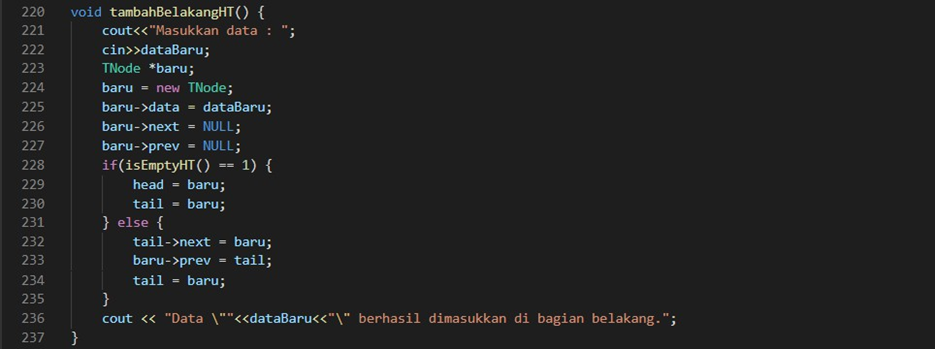 220 void tambahBelakangHT() {
221 cout<<"Masukkan data : ";
222 cin>>dataBaru;
223 TNode *baru;
224 baru = new TNode;
225 baru->data = dataBaru;
226 baru->next = NULL;
227 baru->prev = NULL;
228 if(isEmptyHT() == 1) {
229 head = baru;
230 tail = baru;
231 } else {
232 tail->next = baru;
233 baru->prev = tail;
234 tail = baru;
235 }
236 cout << "Data \""<<dataBaru<<"\" berhasil dimasukkan di bagian belakang.";
237 }